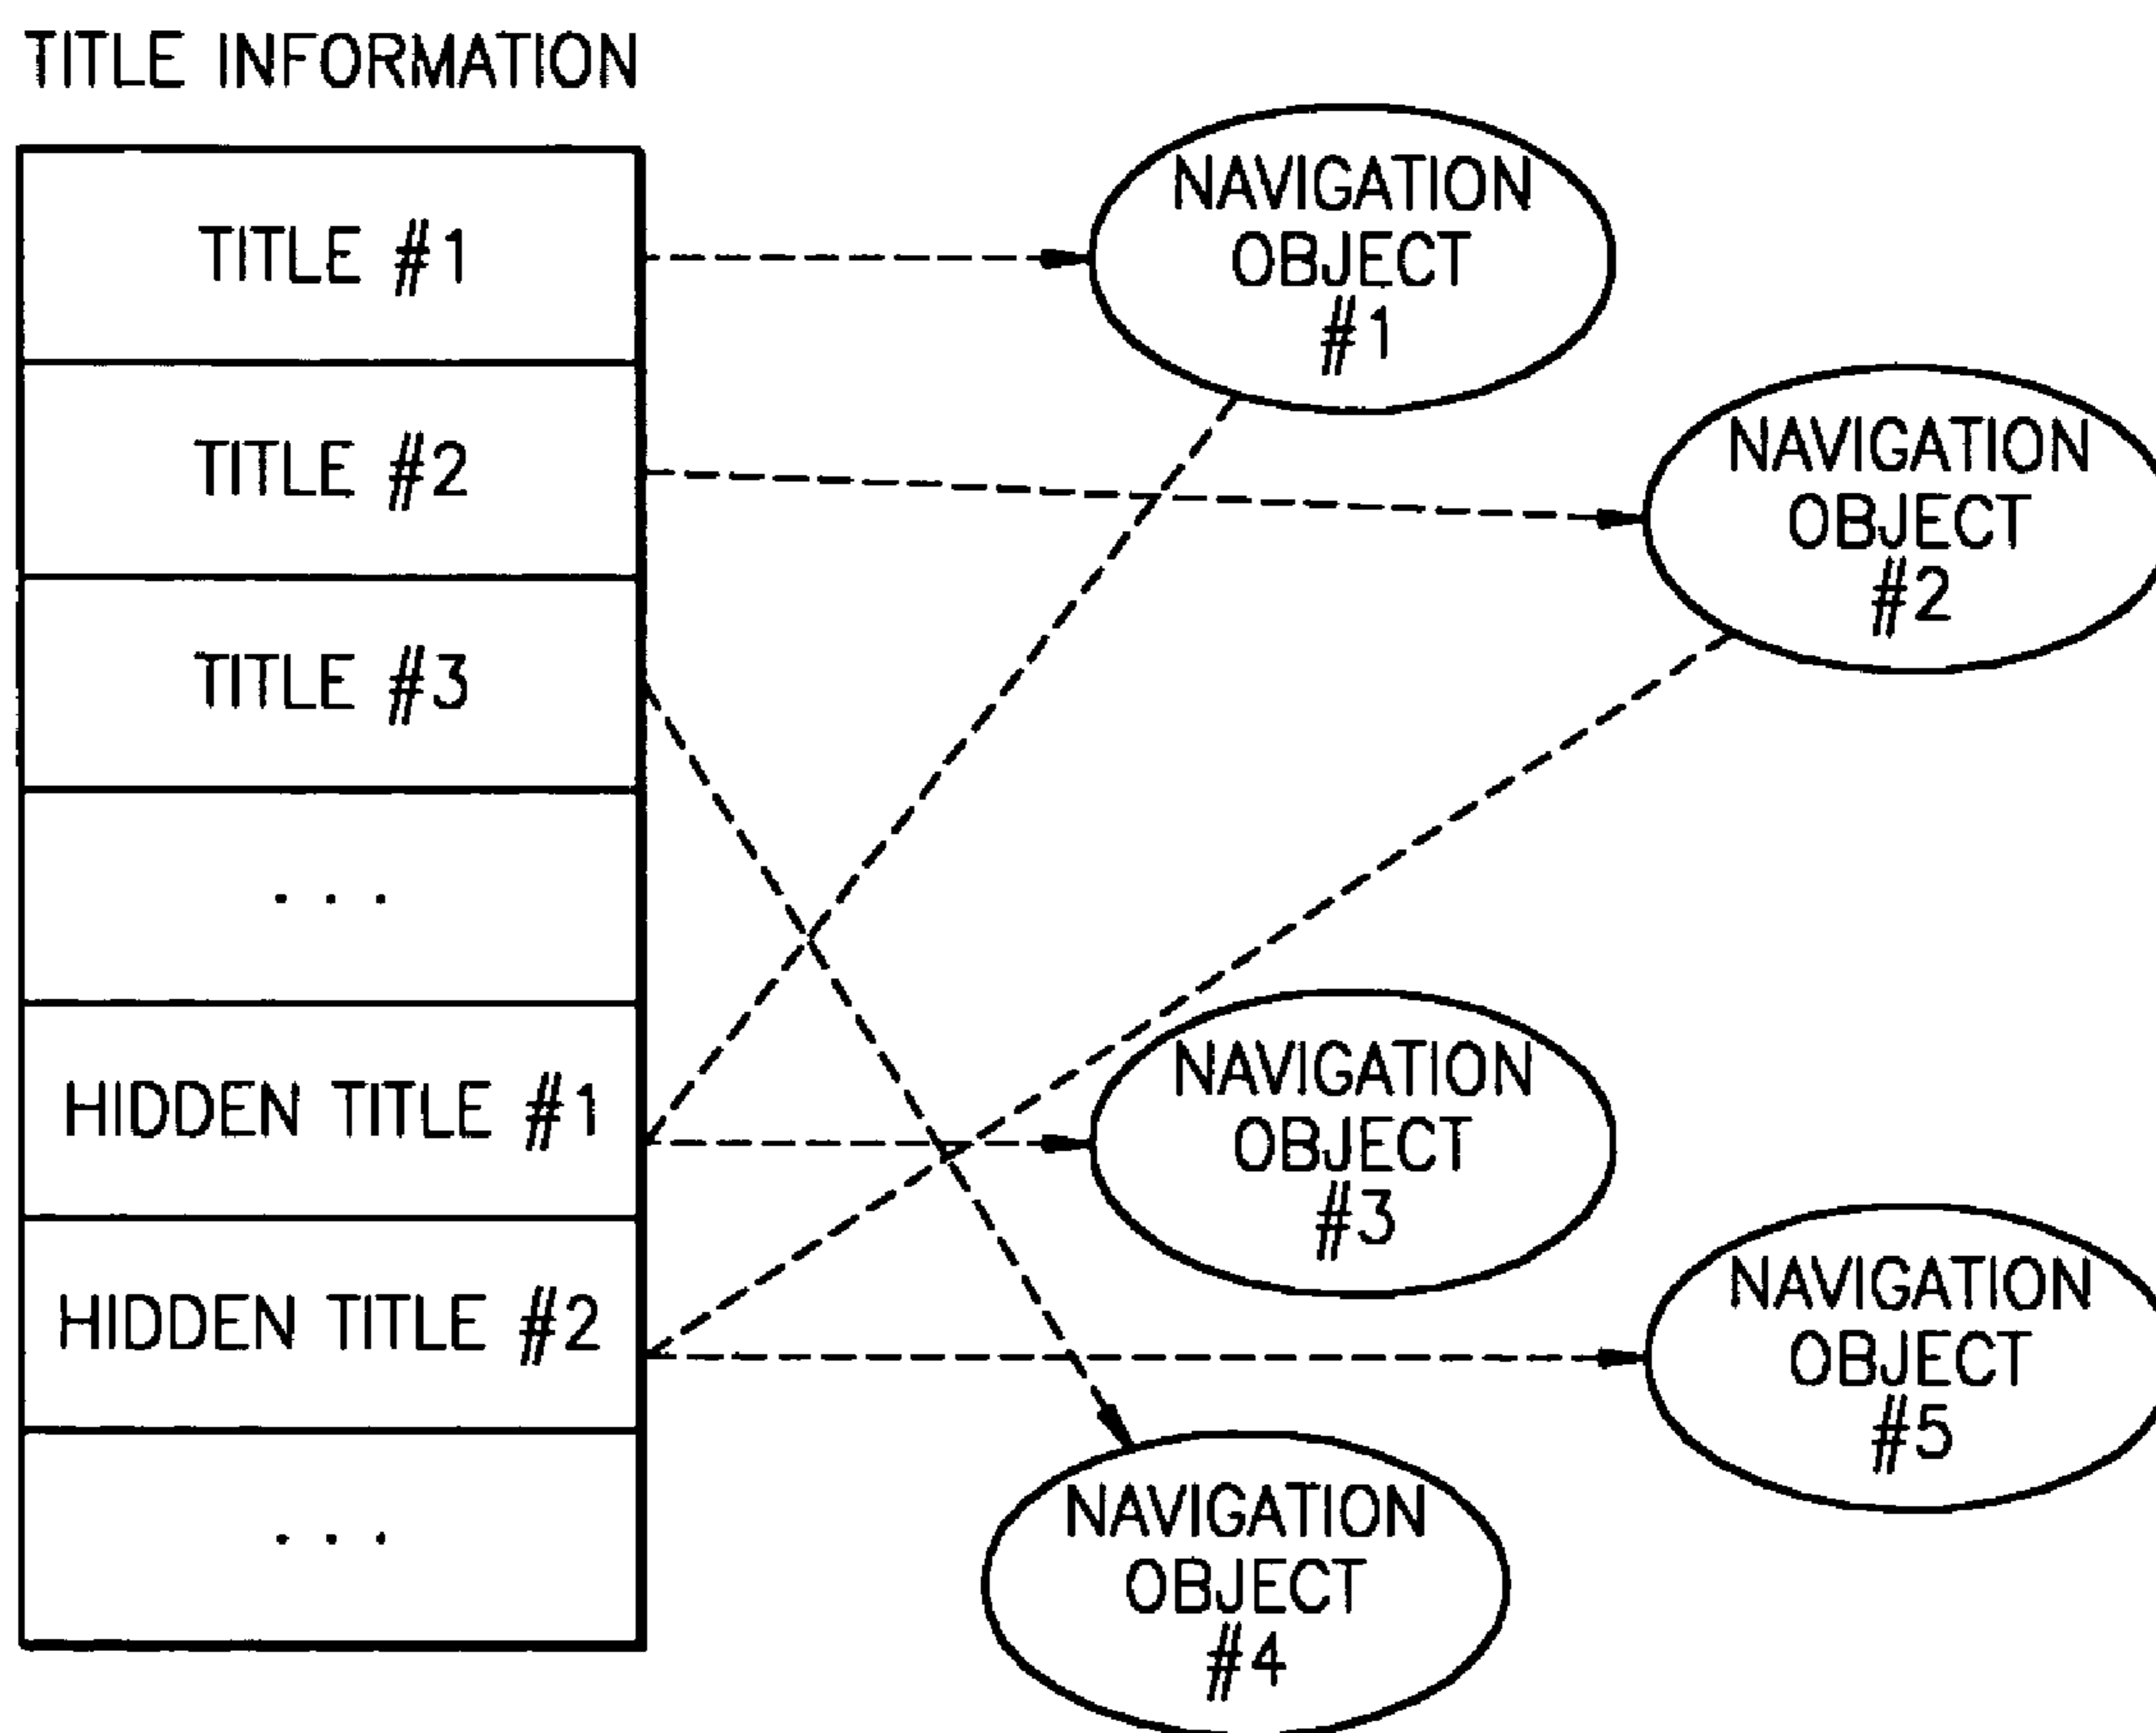 TITLE INFORMATION
TITLE #1
TITLE #2
TITLE #3
. . .
HIDDEN TITLE #1
HIDDEN TITLE #2
. . .
NAVIGATION
OBJECT
#1
NAVIGATION
OBJECT
#2
NAVIGATION
OBJECT
#3
NAVIGATION
OBJECT
#5
NAVIGATION
OBJECT
#4